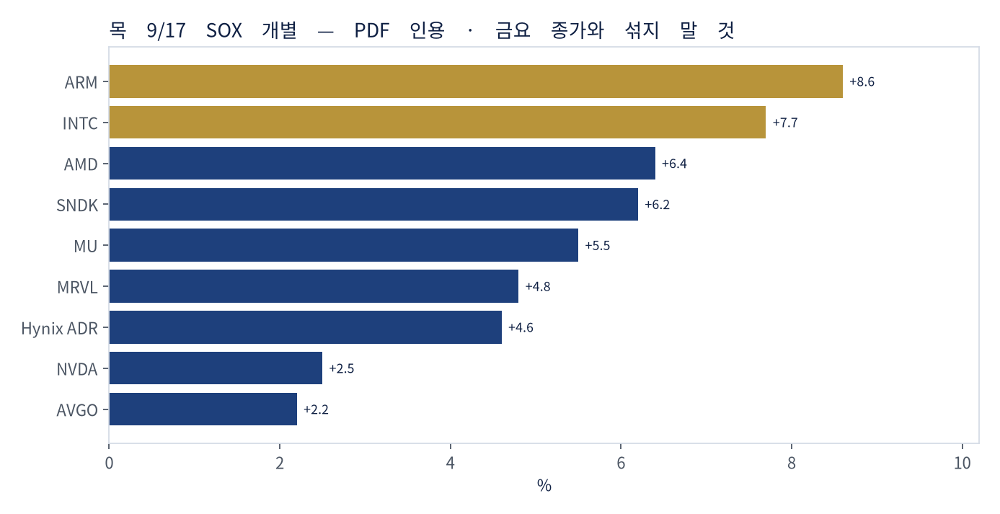 목 9/17 SOX 개별 — PDF 인용 · 금요 종가와 섞지 말 것
ARM +8.6
INTC +7.7
AMD +6.4
SNDK +6.2
MU +5.5
MRVL +4.8
Hynix ADR +4.6
NVDA +2.5
AVGO +2.2
0 2 4 6 8 10
%